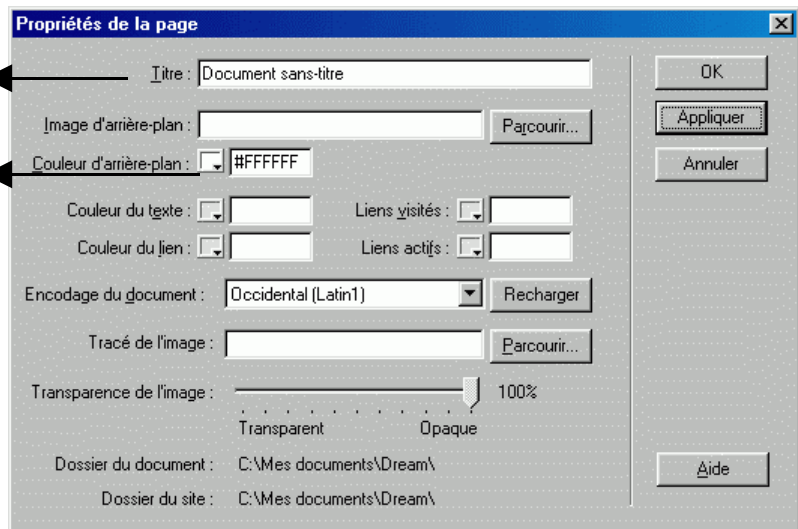 Propriétés de la page
Titre : Document sans-titre OK
Image d'arrière-plan : Parcourir... Appliquer
Couleur d'arrière-plan : #FFFFFF Annuler
Couleur du texte : Liens visités :
Couleur du lien : Liens actifs :
Encodage du document : Occidental (Latin1) Recharger
Tracé de l'image : Parcourir...
Transparence de l'image : 100%
Transparent Opaque
Dossier du document : C:\Mes documents\Dream\ Aide
Dossier du site : C:\Mes documents\Dream\